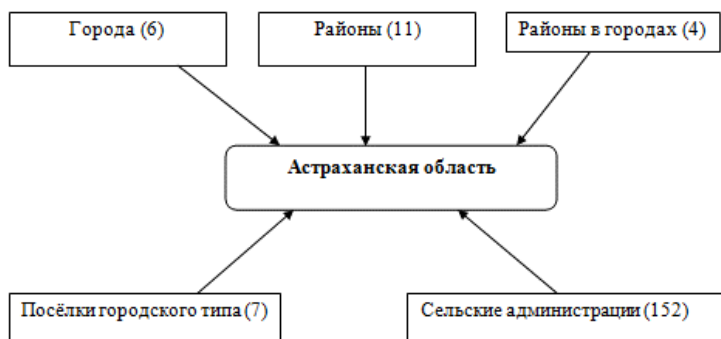 Города (6)
Районы (11)
Районы в городах (4)
Астраханская область
Посёлки городского типа (7)
Сельские администрации (152)